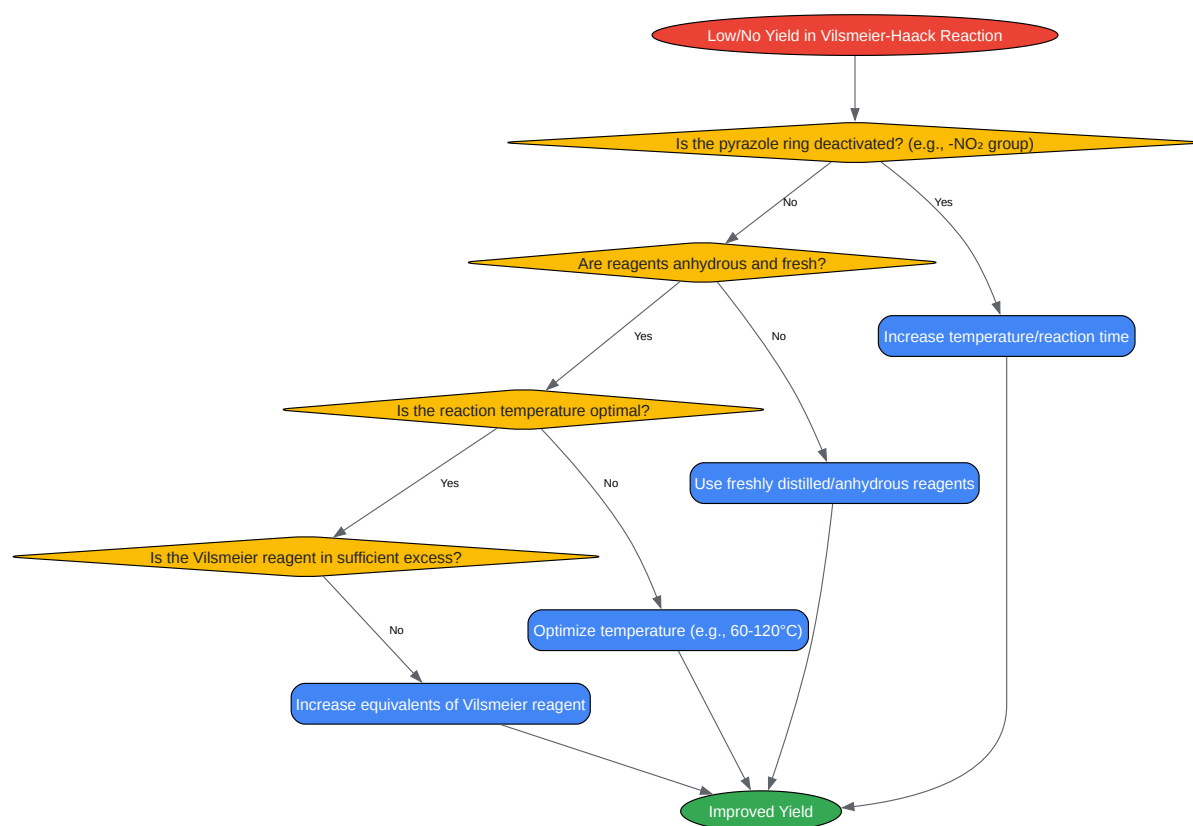 Low/No Yield in Vilsmeier-Haack Reaction
Is the pyrazole ring deactivated? (e.g., -NO₂ group)
No
Yes
Are reagents anhydrous and fresh?
Increase temperature/reaction time
Yes
No
Is the reaction temperature optimal?
Use freshly distilled/anhydrous reagents
Yes
No
Is the Vilsmeier reagent in sufficient excess?
Optimize temperature (e.g., 60-120°C)
No
Increase equivalents of Vilsmeier reagent
Improved Yield